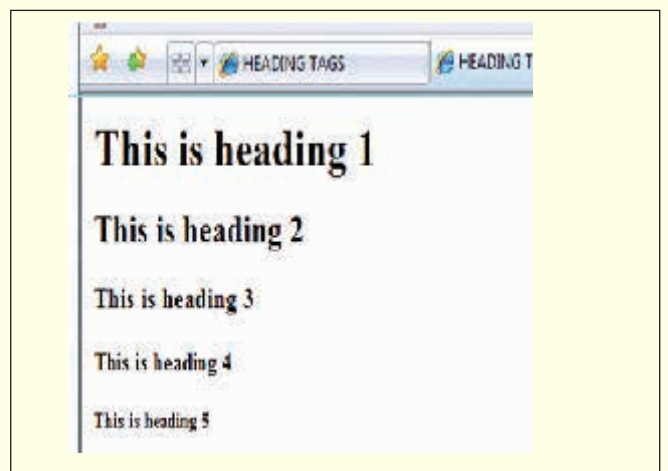 HEADING TAGS HEADING T
This is heading 1
This is heading 2
This is heading 3
This is heading 4
This is heading 5